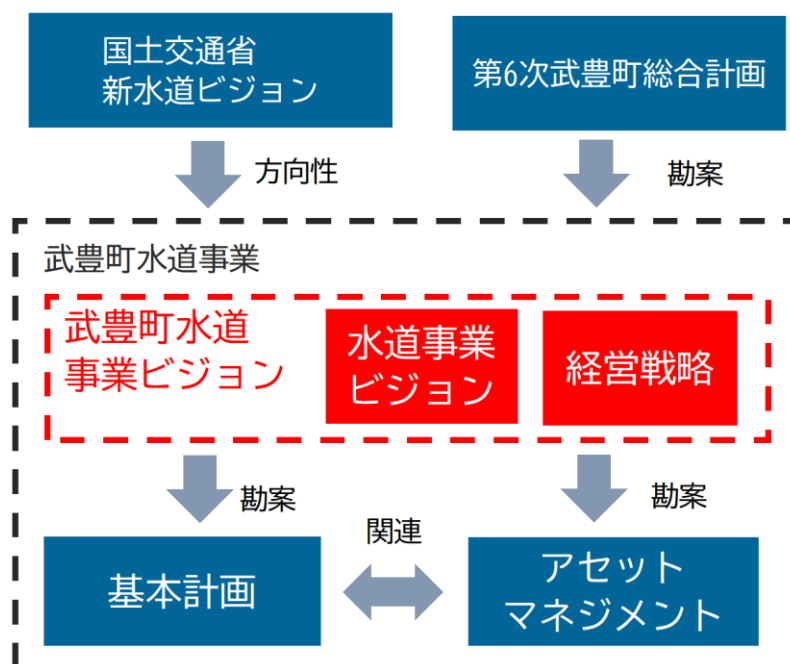 国土交通省
新水道ビジョン
第6次武豊町総合計画
方向性
勘案
武豊町水道事業
武豊町水道
事業ビジョン
水道事業
ビジョン
経営戦略
勘案
勘案
関連
基本計画
アセット
マネジメント